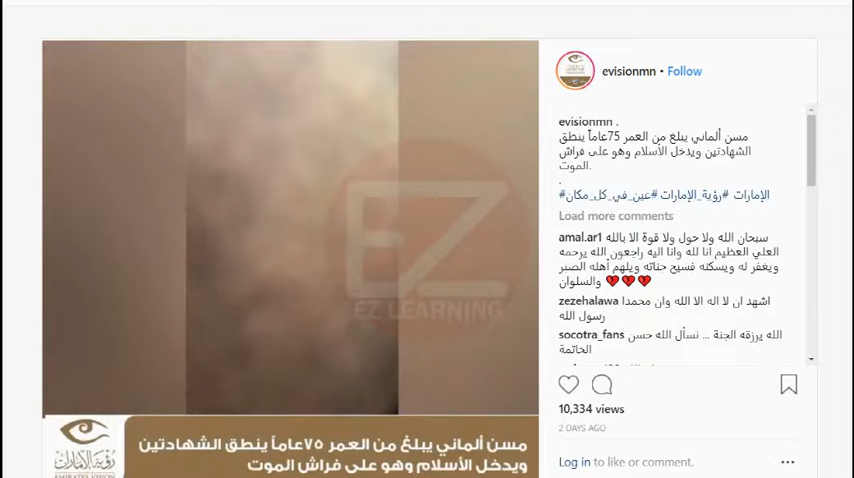 EZ
EZ LEARNING
مسن ألماني يبلغ من العمر ٧٥عاماً ينطق الشهادتين
ويدخل الأسلام وهو على فراش الموت
رؤية الإمارات
EMIRATES VISION
evisionmn • Follow
evisionmn .
مسن ألماني يبلغ من العمر 75عاماً ينطق
الشهادتين ويدخل الأسلام وهو على فراش
الموت.
.
#الإمارات #رؤية_الإمارات #عين_في_كل_مكان
Load more comments
amal.ar1 سبحان الله ولا حول ولا قوة الا بالله
العلي العظيم انا لله وانا اليه راجعون الله يرحمه
ويغفر له ويسكنه فسيح جناته ويلهم أهله الصبر
والسلوان 💔💔💔
zezehalawa اشهد ان لا اله الا الله وان محمدا
رسول الله
socotra_fans الله يرزقه الجنة ... نسأل الله حسن
الخاتمة
10,334 views
2 DAYS AGO
Log in to like or comment.